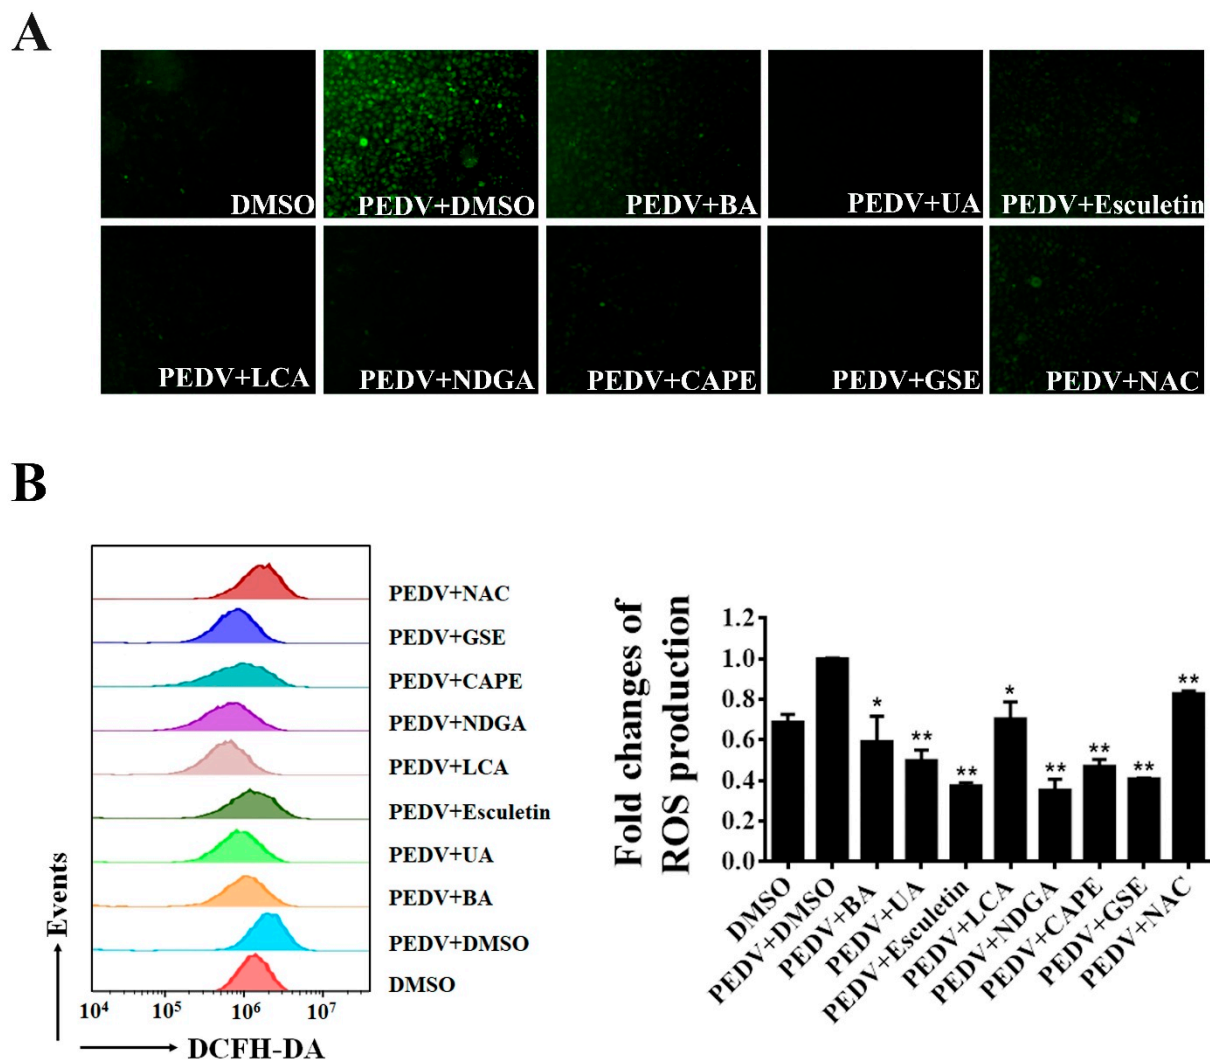 A
DMSO
PEDV+DMSO
PEDV+BA
PEDV+UA
PEDV+Esculetin
PEDV+LCA
PEDV+NDGA
PEDV+CAPE
PEDV+GSE
PEDV+NAC
B
PEDV+NAC
PEDV+GSE
PEDV+CAPE
PEDV+NDGA
PEDV+LCA
PEDV+Esculetin
PEDV+UA
PEDV+BA
PEDV+DMSO
DMSO
Events
10⁴ 10⁵ 10⁶ 10⁷
DCFH-DA
Fold changes of
ROS production
1.2
1.0
0.8
0.6
0.4
0.2
0.0
* ** ** * ** ** ** **
DMSO
PEDV+DMSO
PEDV+BA
PEDV+UA
PEDV+Esculetin
PEDV+LCA
PEDV+NDGA
PEDV+CAPE
PEDV+GSE
PEDV+NAC